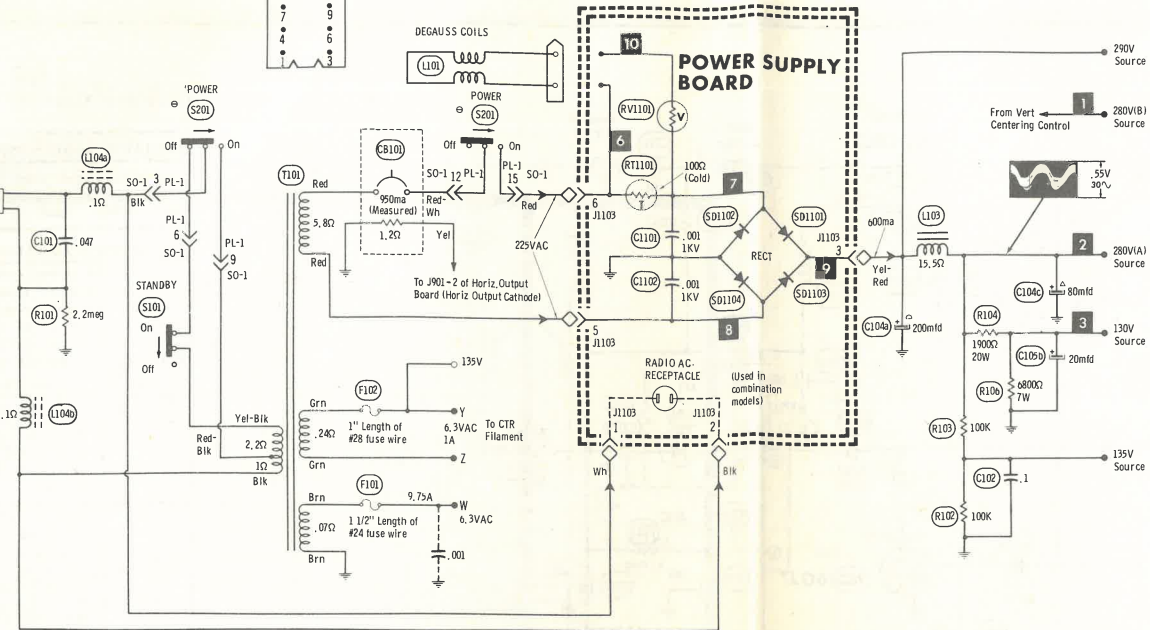 7 9
4 6
1 3
DEGAUSS COILS
L101
10
POWER SUPPLY
BOARD
290V
Source
'POWER
S201
Off
On
POWER
S201
Off
On
RV1101
V
From Vert
Centering Control
1
280V(B)
Source
L104a
.1Ω
SO-1 3 PL-1
Blk
CB101
950ma
(Measured)
1.2Ω
Yel
SO-1 12 PL-1
Red-
Wh
PL-1
15
SO-1
Red
6
RT1101
T
100Ω
(Cold)
7
.55V
30~
T101
Red
5.8Ω
Red
6
J1103
SD1102
SD1101
600ma
L103
15.5Ω
C101
.047
PL-1
6
SO-1
PL-1
9
SO-1
225VAC
C1101
.001
1KV
C1102
.001
1KV
RECT
J1103
3
9
Yel-
Red
2
280V(A)
Source
SD1104
SD1103
To J901-2 of Horiz. Output
Board (Horiz Output Cathode)
STANDBY
S101
On
Off
R101
2.2meg
5
J1103
8
C104a
200mfd
C104c
80mfd
R104
1900Ω
20W
3
130V
Source
C105b
20mfd
R106
6800Ω
7W
RADIO AC-
RECEPTACLE
(Used in
combination
models)
135V
F102
Grn
.24Ω
Grn
1" Length of
#28 fuse wire
Y
6.3VAC
1A
Z
To CTR
Filament
J1103
1
J1103
2
.1Ω
L104b
Yel-Blk
Red-
Blk
2.2Ω
1Ω
Blk
R103
100K
135V
Source
Wh
Blk
F101
Brn
.07Ω
Brn
9.75A
W
6.3VAC
1 1/2" Length of
#24 fuse wire
.001
C102
.1
R102
100K